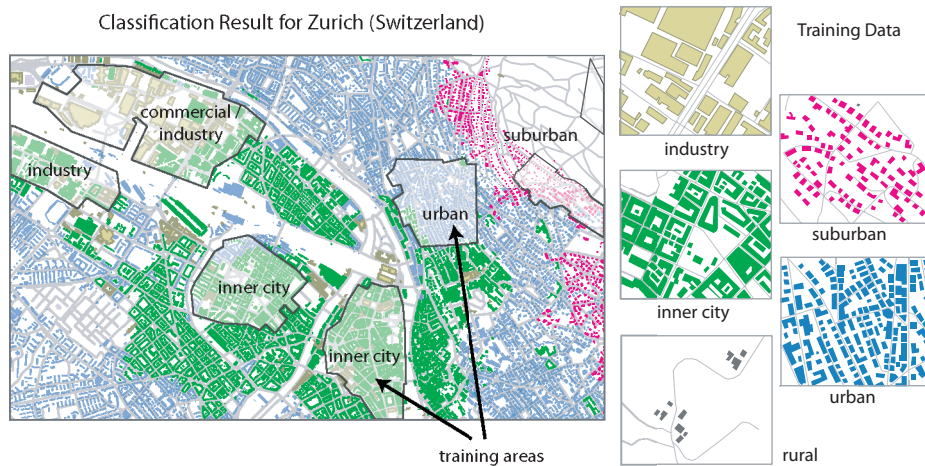 Classification Result for Zurich (Switzerland)
Training Data
commercial /
industry
industry
suburban
urban
inner city
inner city
training areas
industry
suburban
inner city
urban
rural